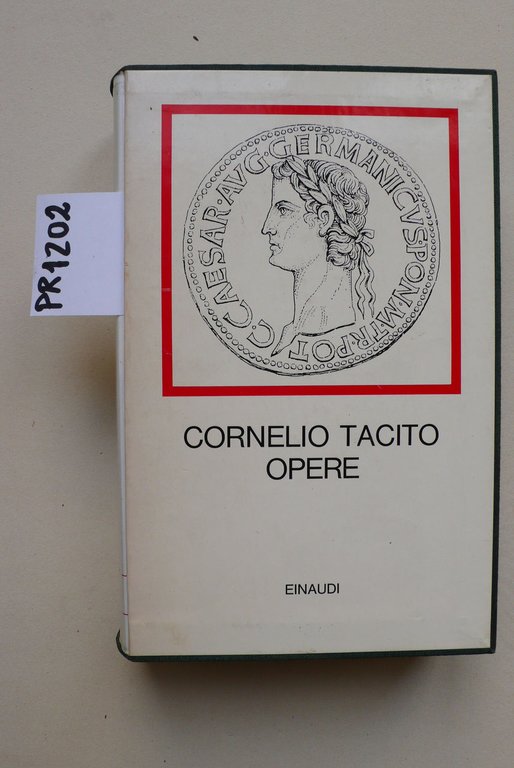 PR1202
C·CAESAR·AVG·GERMANICVS·PON·M·TR·POT
CORNELIO TACITO
OPERE
EINAUDI